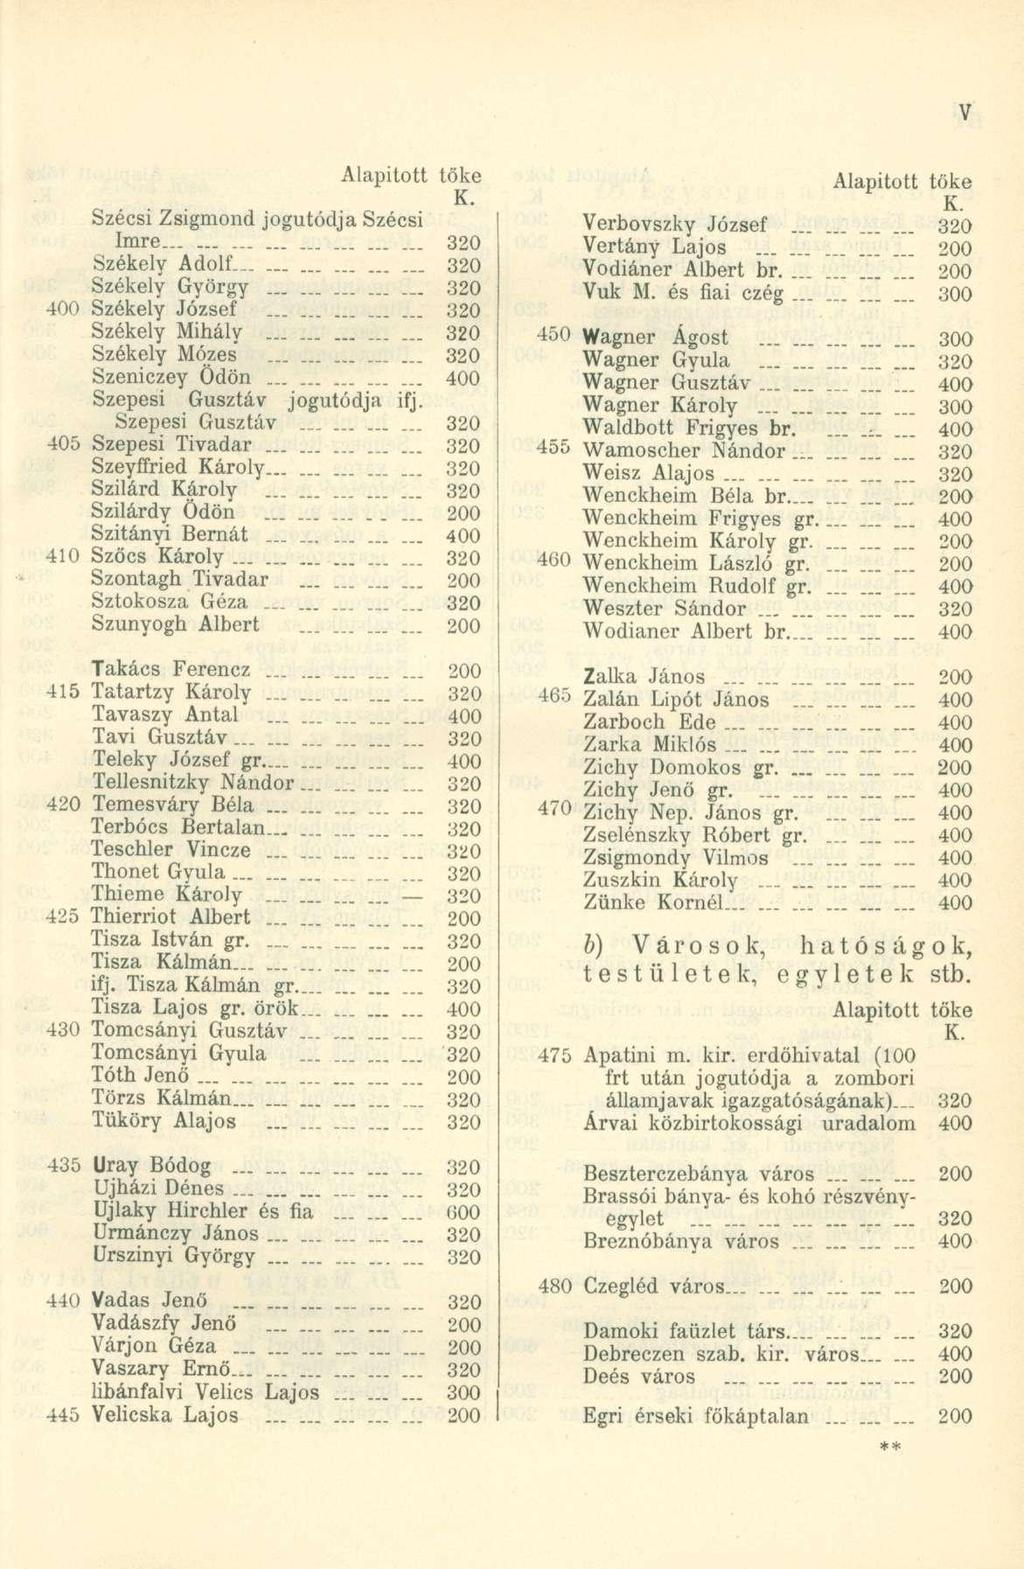 V
Alapitott tőke
K.
Szécsi Zsigmond jogutódja Szécsi
Imre 320
Székely Adolf 320
Székely György 320
400 Székely József 320
Székely Mihály 320
Székely Mózes 320
Szeniczey Ödön 400
Szepesi Gusztáv jogutódja ifj.
Szepesi Gusztáv 320
405 Szepesi Tivadar 320
Szeyffried Károly 320
Szilárd Károly 320
Szilárdy Ödön 200
Szitányi Bernát 400
410 Szőcs Károly 320
Szontagh Tivadar 200
Sztokosza Géza 320
Szunyogh Albert 200
Takács Ferencz 200
415 Tatartzy Károly 320
Tavaszy Antal 400
Tavi Gusztáv 320
Teleky József gr. 400
Tellesnitzky Nándor 320
420 Temesváry Béla 320
Terbócs Bertalan 320
Teschler Vincze 320
Thonet Gyula 320
Thieme Károly — 320
425 Thierriot Albert 200
Tisza István gr. 320
Tisza Kálmán 200
ifj. Tisza Kálmán gr. 320
Tisza Lajos gr. örök 400
430 Tomcsányi Gusztáv 320
Tomcsányi Gyula 320
Tóth Jenő 200
Törzs Kálmán 320
Tüköry Alajos 320
435 Uray Bódog 320
Ujházi Dénes 320
Ujlaky Hirchler és fia 600
Urmánczy János 320
Urszinyi György 320
440 Vadas Jenő 320
Vadászfy Jenő 200
Várjon Géza 200
Vaszary Ernő 320
libánfalvi Velics Lajos 300
445 Velicska Lajos 200
Alapitott tőke
K.
Verbovszky József 320
Vertány Lajos 200
Vodiáner Albert br. 200
Vuk M. és fiai czég 300
450 Wagner Ágost 300
Wagner Gyula 320
Wagner Gusztáv 400
Wagner Károly 300
Waldbott Frigyes br. 400
455 Wamoscher Nándor 320
Weisz Alajos 320
Wenckheim Béla br. 200
Wenckheim Frigyes gr. 400
Wenckheim Károly gr. 200
460 Wenckheim László gr. 200
Wenckheim Rudolf gr. 400
Weszter Sándor 320
Wodianer Albert br. 400
Zalka János 200
465 Zalán Lipót János 400
Zarboch Ede 400
Zarka Miklós 400
Zichy Domokos gr. 200
Zichy Jenő gr. 400
470 Zichy Nep. János gr. 400
Zselénszky Róbert gr. 400
Zsigmondy Vilmos 400
Zuszkin Károly 400
Zünke Kornél 400
b) Városok, hatóságok,
testületek, egyletek stb.
Alapitott tőke
K.
475 Apatini m. kir. erdőhivatal (100
frt után jogutódja a zombori
államjavak igazgatóságának) 320
Árvai közbirtokossági uradalom 400
Beszterczebánya város 200
Brassói bánya- és kohó részvény-
egylet 320
Breznóbánya város 400
480 Czegléd város 200
Damoki faüzlet társ. 320
Debreczen szab. kir. város 400
Deés város 200
Egri érseki főkáptalan 200
**